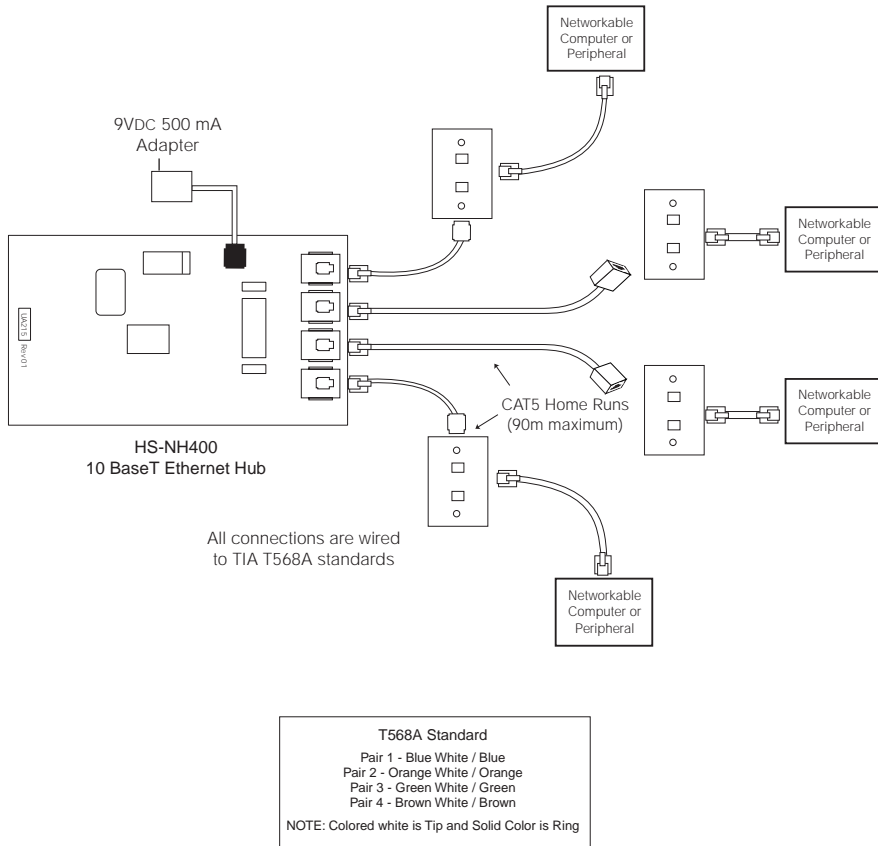 Networkable
Computer or
Peripheral
9VDC 500 mA
Adapter
Networkable
Computer or
Peripheral
UA215 Rev01
CAT5 Home Runs
(90m maximum)
Networkable
Computer or
Peripheral
HS-NH400
10 BaseT Ethernet Hub
All connections are wired
to TIA T568A standards
Networkable
Computer or
Peripheral
T568A Standard
Pair 1 - Blue White / Blue
Pair 2 - Orange White / Orange
Pair 3 - Green White / Green
Pair 4 - Brown White / Brown
NOTE: Colored white is Tip and Solid Color is Ring